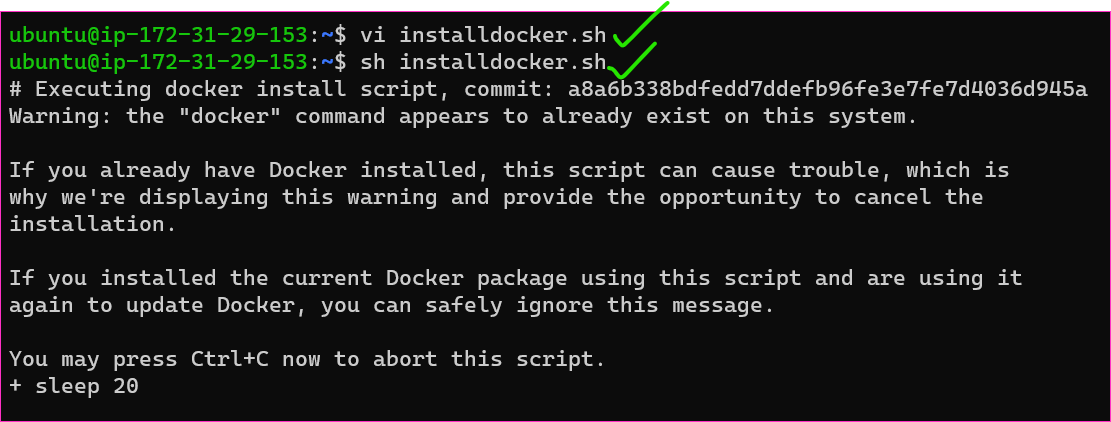 ubuntu@ip-172-31-29-153:~$ vi installdocker.sh
ubuntu@ip-172-31-29-153:~$ sh installdocker.sh
# Executing docker install script, commit: a8a6b338bdfedd7ddefb96fe3e7fe7d4036d945a
Warning: the "docker" command appears to already exist on this system.
If you already have Docker installed, this script can cause trouble, which is
why we're displaying this warning and provide the opportunity to cancel the
installation.
If you installed the current Docker package using this script and are using it
again to update Docker, you can safely ignore this message.
You may press Ctrl+C now to abort this script.
+ sleep 20